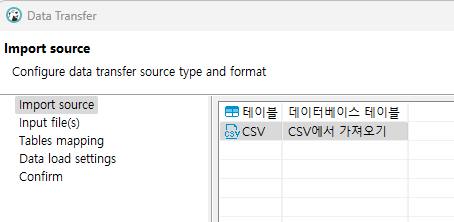 Data Transfer
Import source
Configure data transfer source type and format
Import source
Input file(s)
Tables mapping
Data load settings
Confirm
테이블 데이터베이스 테이블
CSV CSV에서 가져오기